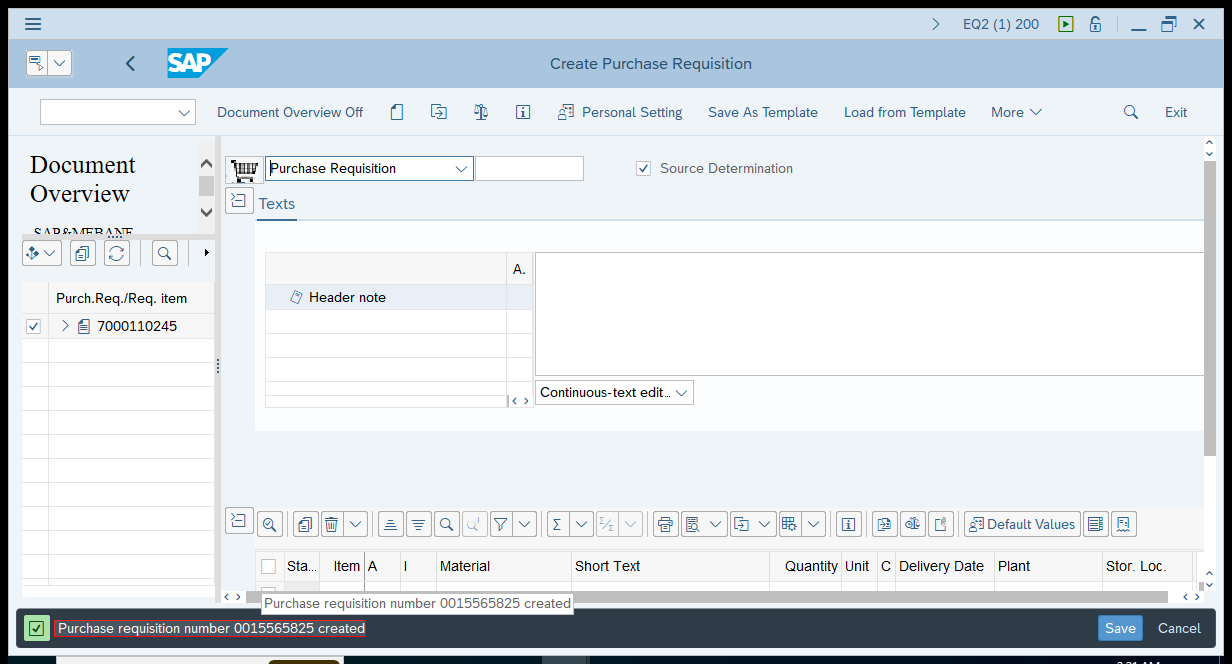 EQ2 (1) 200
SAP
Create Purchase Requisition
Document Overview Off
Personal Setting
Save As Template
Load from Template
More
Exit
Document
Overview
SAP&MEBANE
Purchase Requisition
Source Determination
Texts
A.
Header note
Purch.Req./Req. item
7000110245
Continuous-text edit...
Default Values
Sta... Item A I Material Short Text Quantity Unit C Delivery Date Plant Stor. Loc.
Purchase requisition number 0015565825 created
Purchase requisition number 0015565825 created
Save
Cancel